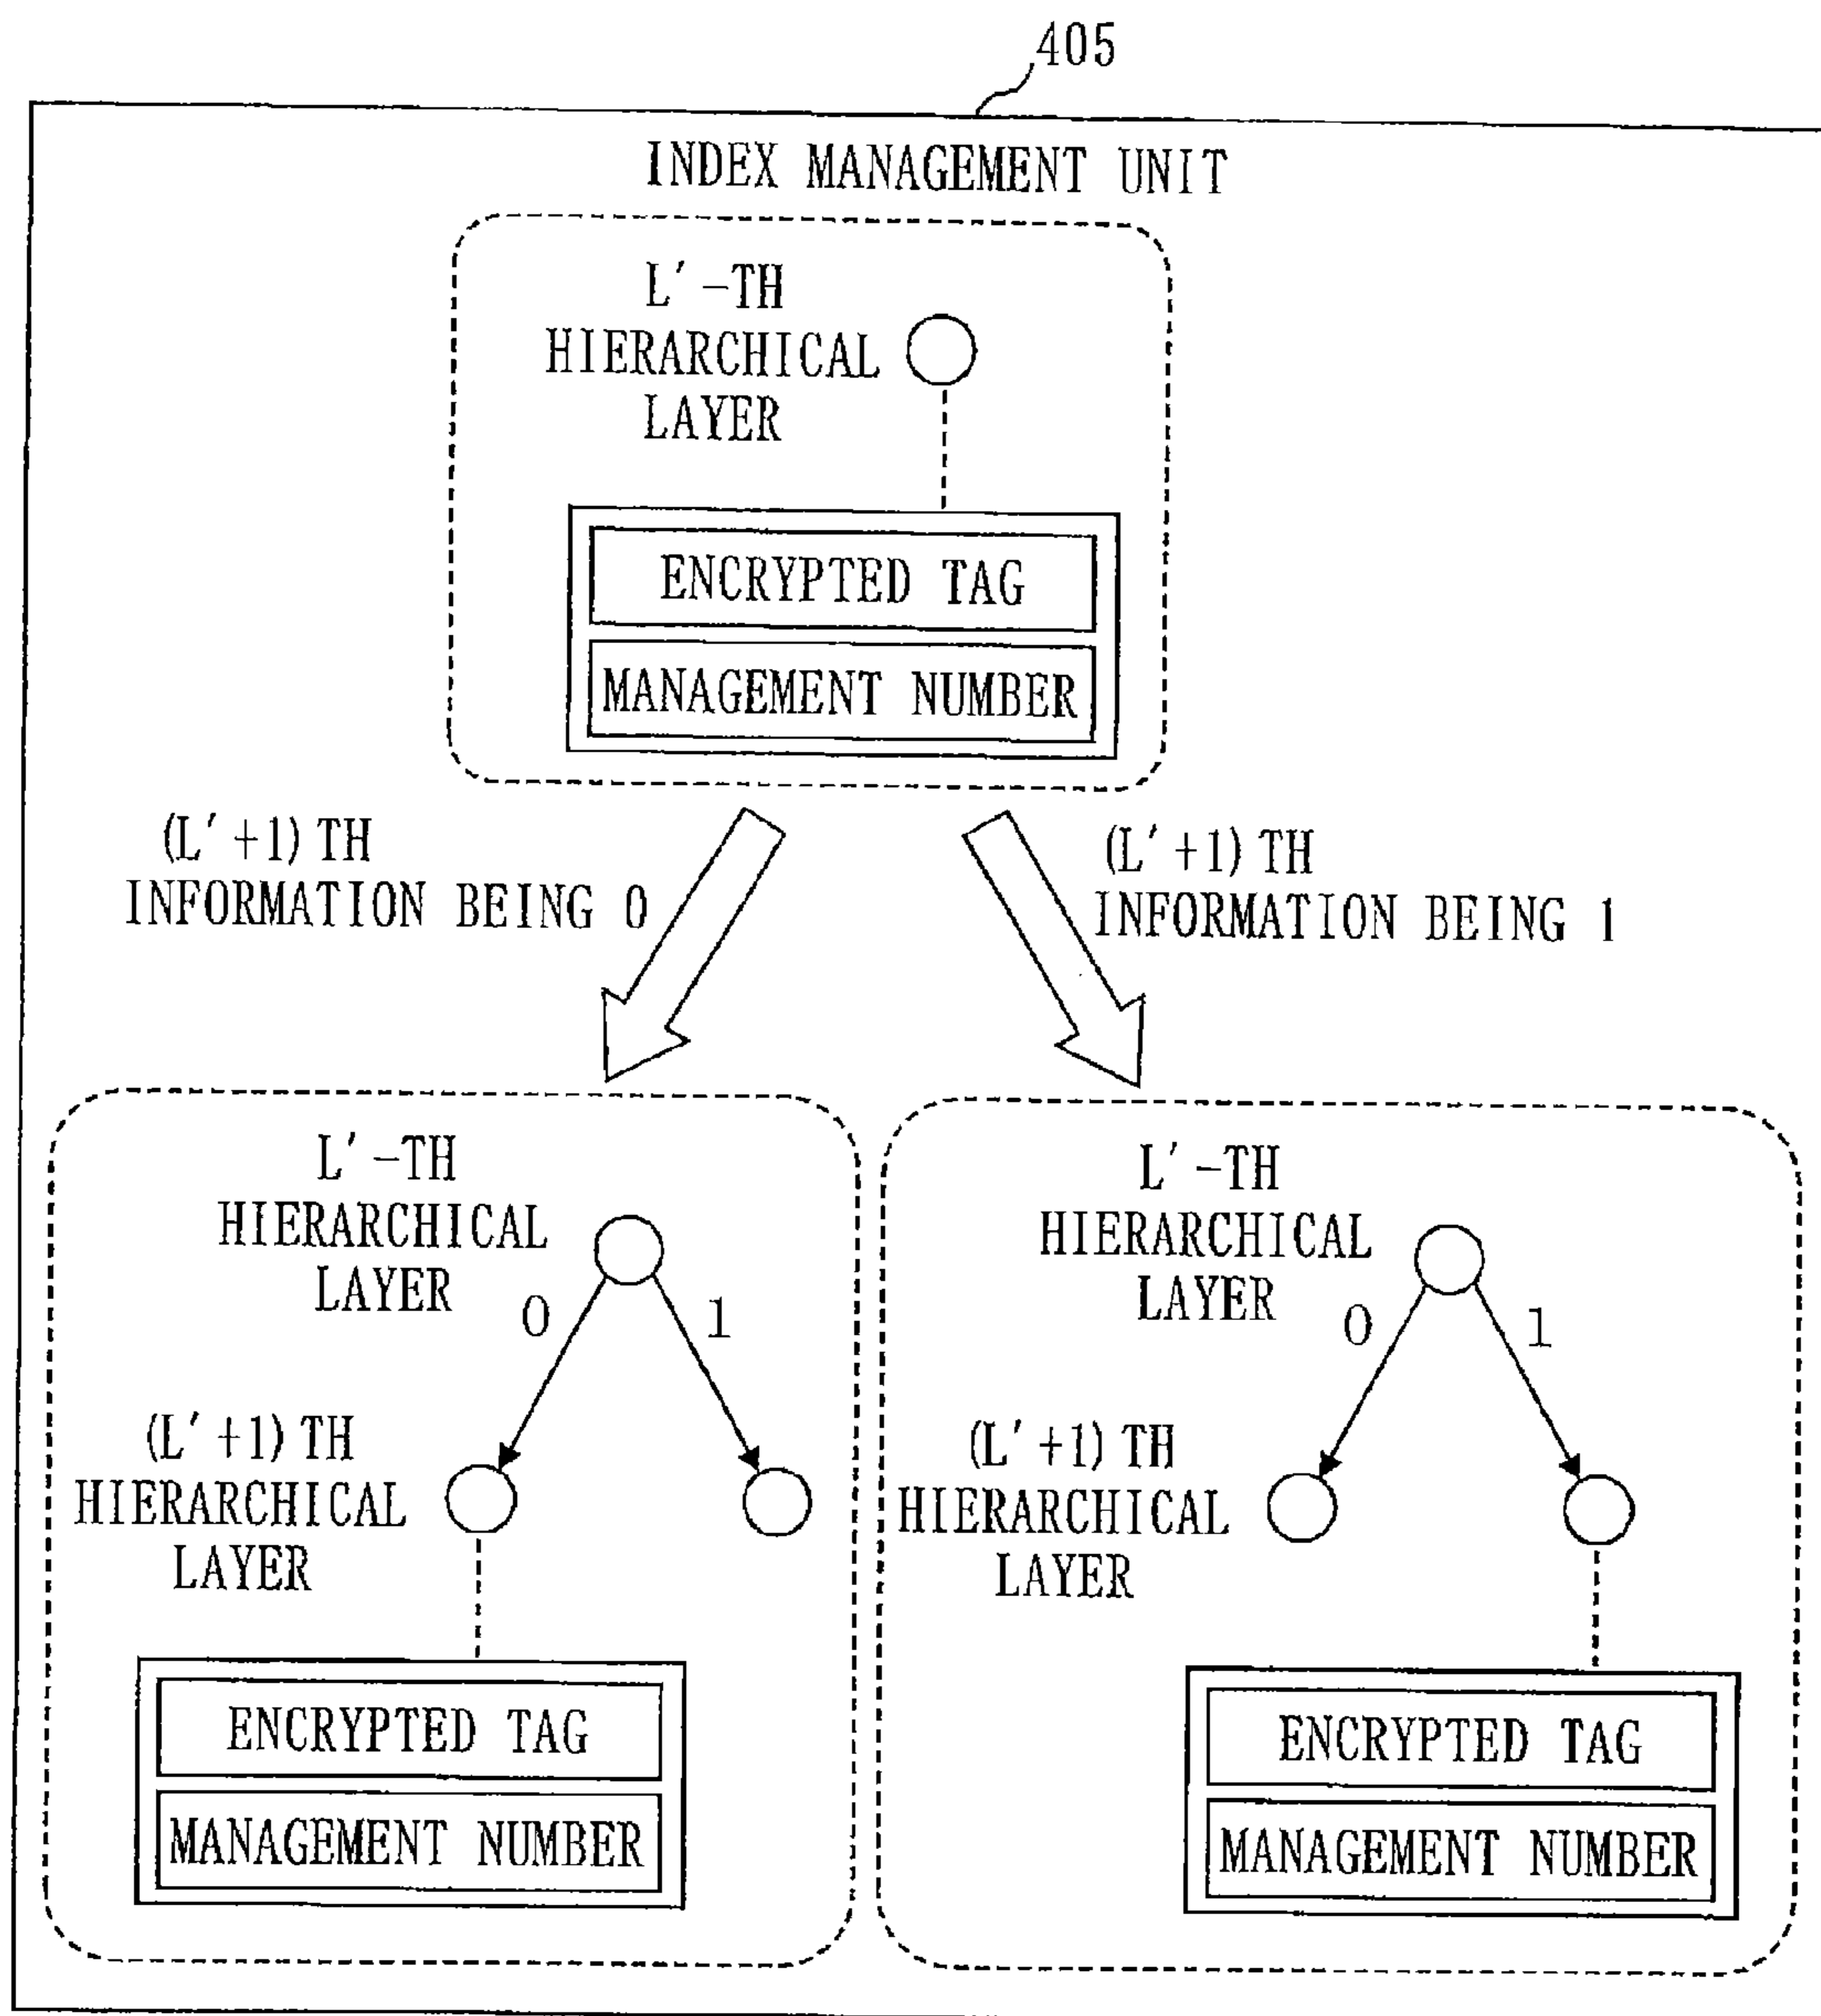 405
INDEX MANAGEMENT UNIT
L'-TH
HIERARCHICAL
LAYER
ENCRYPTED TAG
MANAGEMENT NUMBER
(L'+1) TH
INFORMATION BEING 0
(L'+1) TH
INFORMATION BEING 1
L'-TH
HIERARCHICAL
LAYER
0
1
(L'+1) TH
HIERARCHICAL
LAYER
ENCRYPTED TAG
MANAGEMENT NUMBER
L'-TH
HIERARCHICAL
LAYER
0
1
(L'+1) TH
HIERARCHICAL
LAYER
ENCRYPTED TAG
MANAGEMENT NUMBER